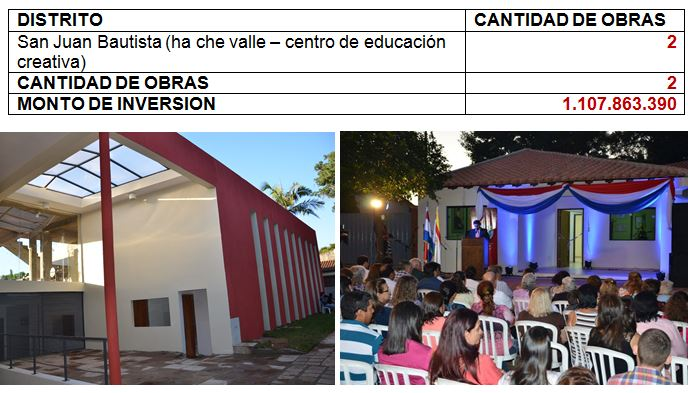 DISTRITO CANTIDAD DE OBRAS
San Juan Bautista (ha che valle – centro de educación 2
creativa)
CANTIDAD DE OBRAS 2
MONTO DE INVERSION 1.107.863.390